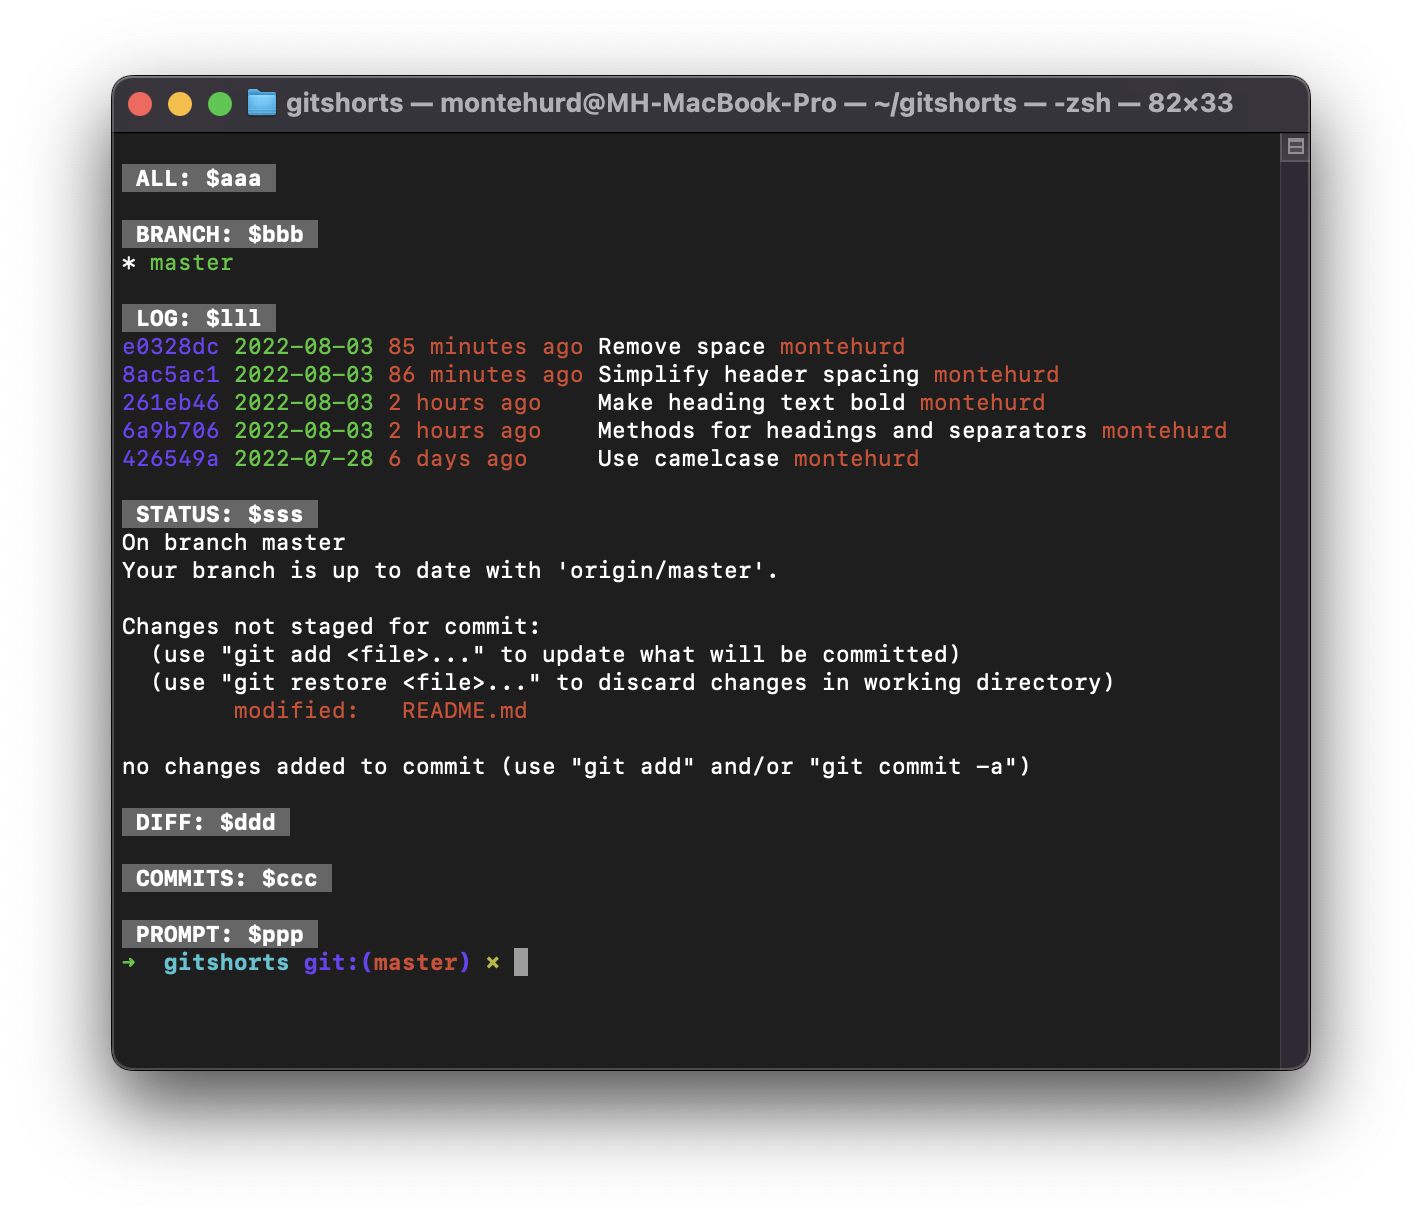 gitshorts — montehurd@MH-MacBook-Pro — ~/gitshorts — -zsh — 82×33
ALL: $aaa
BRANCH: $bbb
* master
LOG: $lll
e0328dc 2022-08-03 85 minutes ago Remove space montehurd
8ac5ac1 2022-08-03 86 minutes ago Simplify header spacing montehurd
261eb46 2022-08-03 2 hours ago    Make heading text bold montehurd
6a9b706 2022-08-03 2 hours ago    Methods for headings and separators montehurd
426549a 2022-07-28 6 days ago     Use camelcase montehurd
STATUS: $sss
On branch master
Your branch is up to date with 'origin/master'.
Changes not staged for commit:
  (use "git add <file>..." to update what will be committed)
  (use "git restore <file>..." to discard changes in working directory)
        modified:   README.md
no changes added to commit (use "git add" and/or "git commit -a")
DIFF: $ddd
COMMITS: $ccc
PROMPT: $ppp
➜  gitshorts git:(master) ×